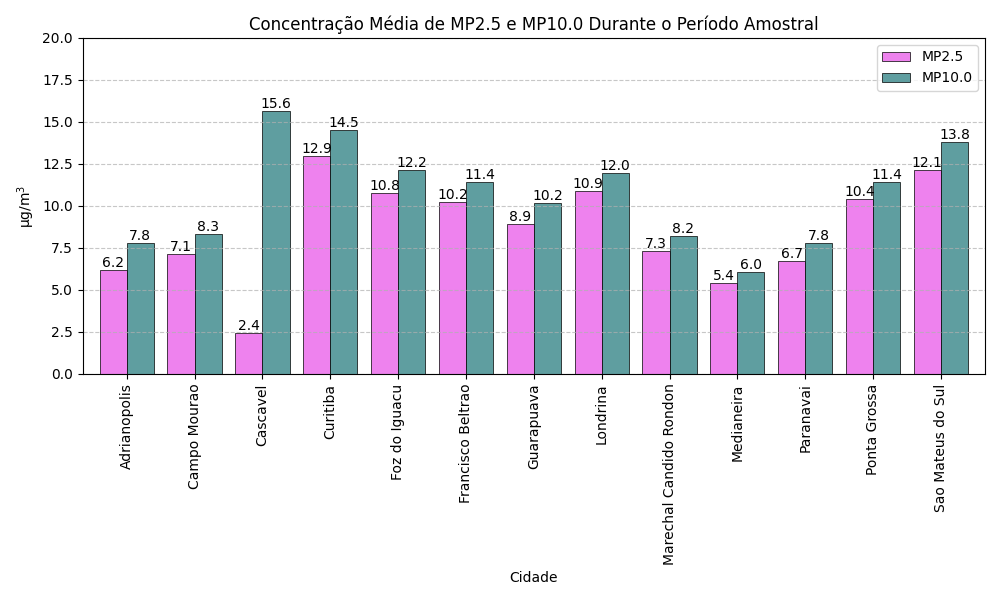 Concentração Média de MP2.5 e MP10.0 Durante o Período Amostral
MP2.5
MP10.0
µg/m³
20.0
17.5
15.0
12.5
10.0
7.5
5.0
2.5
0.0
6.2 7.8
7.1 8.3
2.4 15.6
12.9 14.5
10.8 12.2
10.2 11.4
8.9 10.2
10.9 12.0
7.3 8.2
5.4 6.0
6.7 7.8
10.4 11.4
12.1 13.8
Adrianopolis
Campo Mourao
Cascavel
Curitiba
Foz do Iguacu
Francisco Beltrao
Guarapuava
Londrina
Marechal Candido Rondon
Medianeira
Paranavai
Ponta Grossa
Sao Mateus do Sul
Cidade